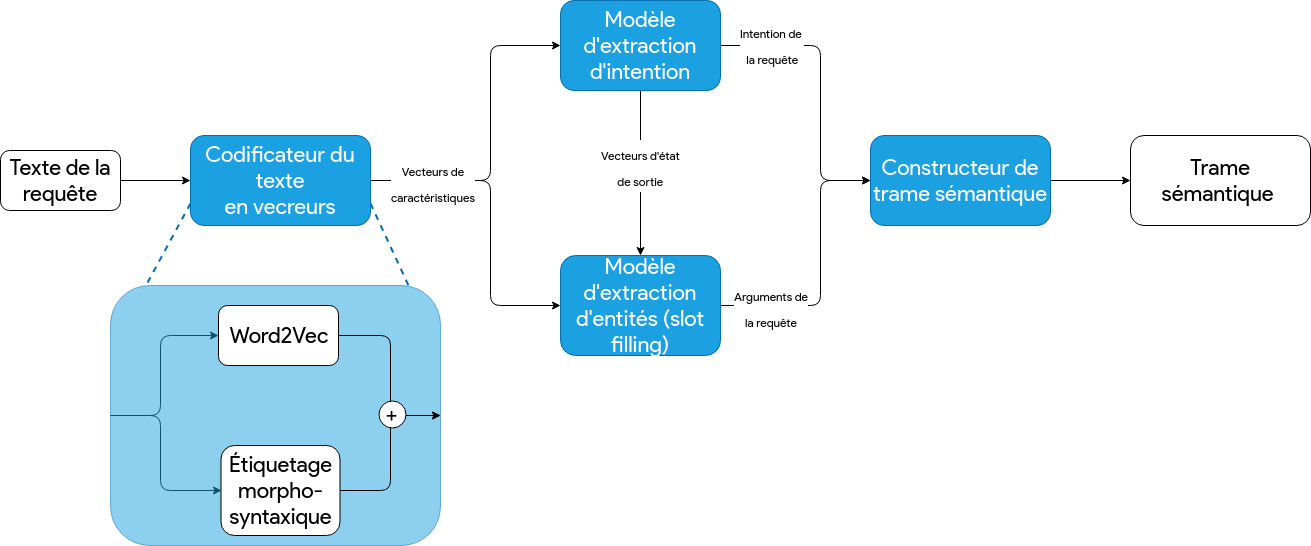 Texte de la
requête
Codificateur du
texte
en vecreurs
Vecteurs de
caractéristiques
Modèle
d'extraction
d'intention
Intention de
la requête
Vecteurs d'état
de sortie
Modèle
d'extraction
d'entités (slot
filling)
Arguments de
la requête
Constructeur de
trame sémantique
Trame
sémantique
Word2Vec
+
Étiquetage
morpho-
syntaxique